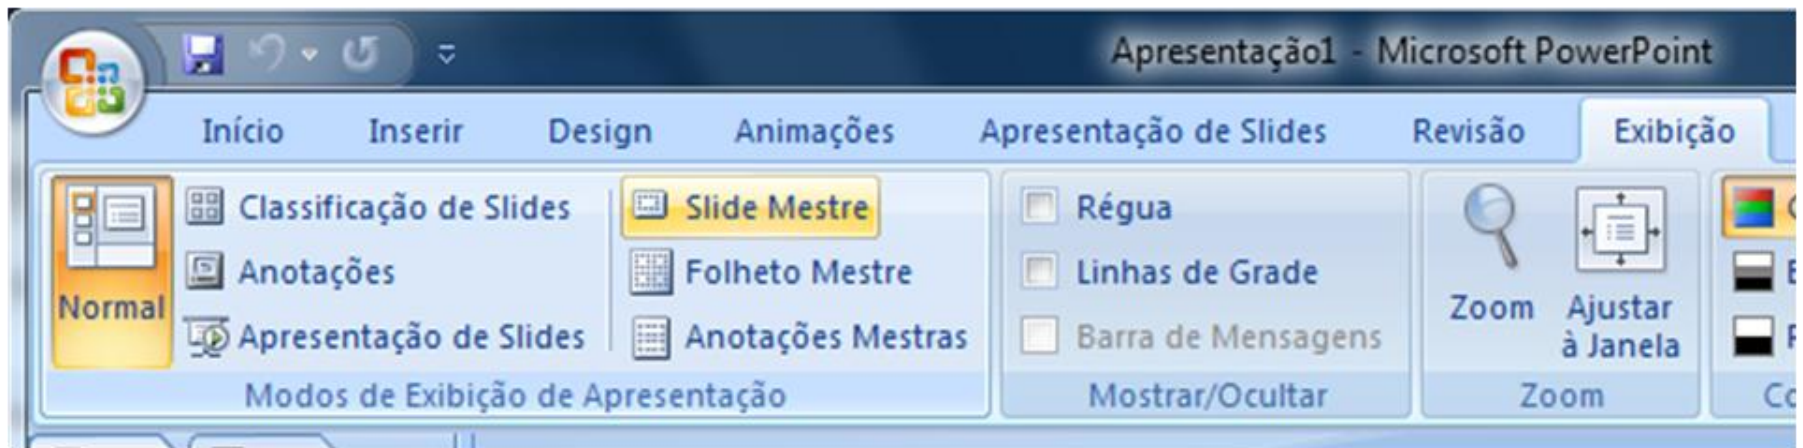 Apresentação1 - Microsoft PowerPoint
Início Inserir Design Animações Apresentação de Slides Revisão Exibição
Normal
Classificação de Slides
Anotações
Apresentação de Slides
Slide Mestre
Folheto Mestre
Anotações Mestras
Modos de Exibição de Apresentação
Régua
Linhas de Grade
Barra de Mensagens
Mostrar/Ocultar
Zoom
Ajustar
à Janela
Zoom